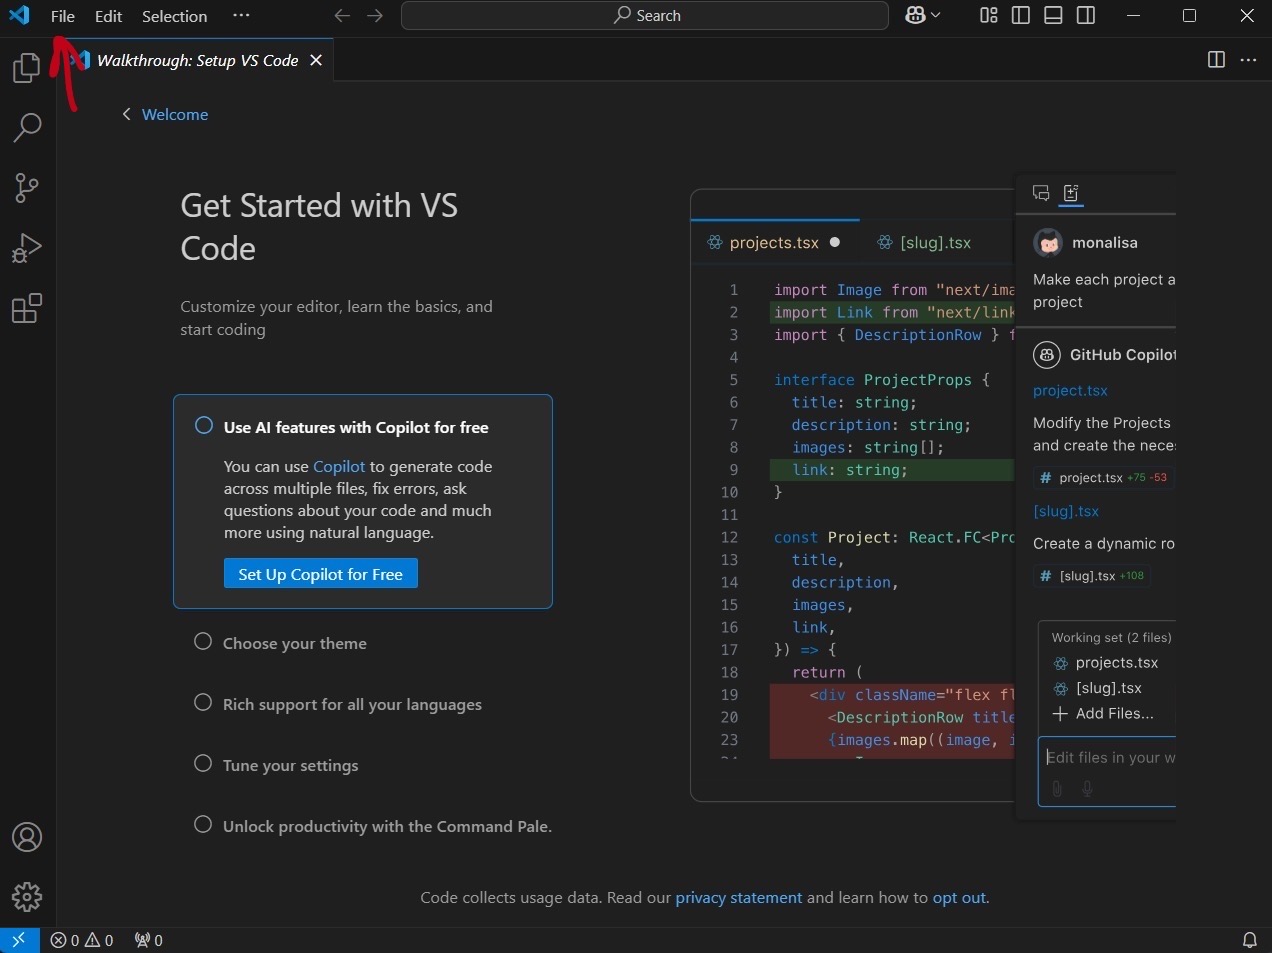 File Edit Selection ··· Search
Walkthrough: Setup VS Code
Welcome
Get Started with VS
Code
Customize your editor, learn the basics, and
start coding
Use AI features with Copilot for free
You can use Copilot to generate code
across multiple files, fix errors, ask
questions about your code and much
more using natural language.
Set Up Copilot for Free
Choose your theme
Rich support for all your languages
Tune your settings
Unlock productivity with the Command Pale.
projects.tsx [slug].tsx
1 import Image from "next/ima
2 import Link from "next/link
3 import { DescriptionRow } f
4
5 interface ProjectProps {
6 title: string;
7 description: string;
8 images: string[];
9 link: string;
10 }
11
12 const Project: React.FC<Pro
13 title,
14 description,
15 images,
16 link,
17 }) => {
18 return (
19 <div className="flex fl
20 <DescriptionRow title
23 {images.map((image, i
monalisa
Make each project a
project
GitHub Copilot
project.tsx
Modify the Projects
and create the neces
# project.tsx +75 -53
[slug].tsx
Create a dynamic ro
# [slug].tsx +108
Working set (2 files)
projects.tsx
[slug].tsx
Add Files...
Edit files in your w
Code collects usage data. Read our privacy statement and learn how to opt out.
0 0 0